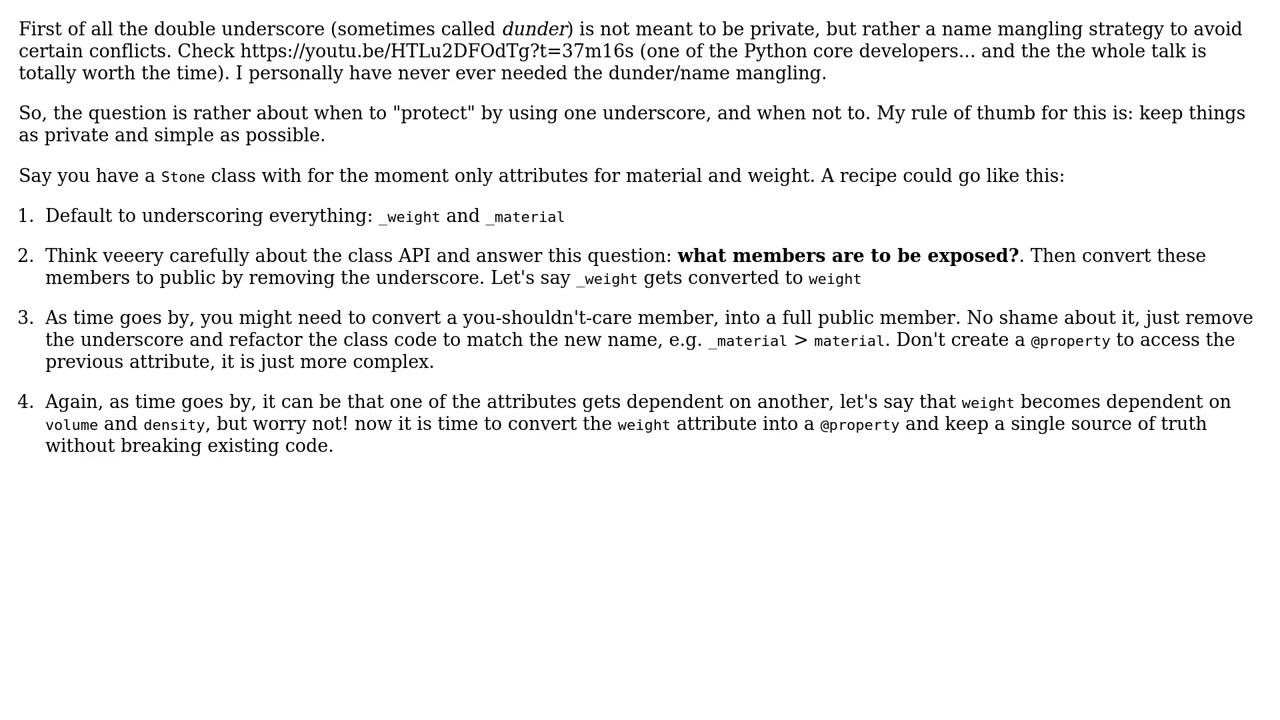 First of all the double underscore (sometimes called dunder) is not meant to be private, but rather a name mangling strategy to avoid
certain conflicts. Check https://youtu.be/HTLu2DFOdTg?t=37m16s (one of the Python core developers... and the the whole talk is
totally worth the time). I personally have never ever needed the dunder/name mangling.
So, the question is rather about when to "protect" by using one underscore, and when not to. My rule of thumb for this is: keep things
as private and simple as possible.
Say you have a Stone class with for the moment only attributes for material and weight. A recipe could go like this:
1. Default to underscoring everything: _weight and _material
2. Think veeery carefully about the class API and answer this question: what members are to be exposed?. Then convert these
members to public by removing the underscore. Let's say _weight gets converted to weight
3. As time goes by, you might need to convert a you-shouldn't-care member, into a full public member. No shame about it, just remove
the underscore and refactor the class code to match the new name, e.g. _material > material. Don't create a @property to access the
previous attribute, it is just more complex.
4. Again, as time goes by, it can be that one of the attributes gets dependent on another, let's say that weight becomes dependent on
volume and density, but worry not! now it is time to convert the weight attribute into a @property and keep a single source of truth
without breaking existing code.